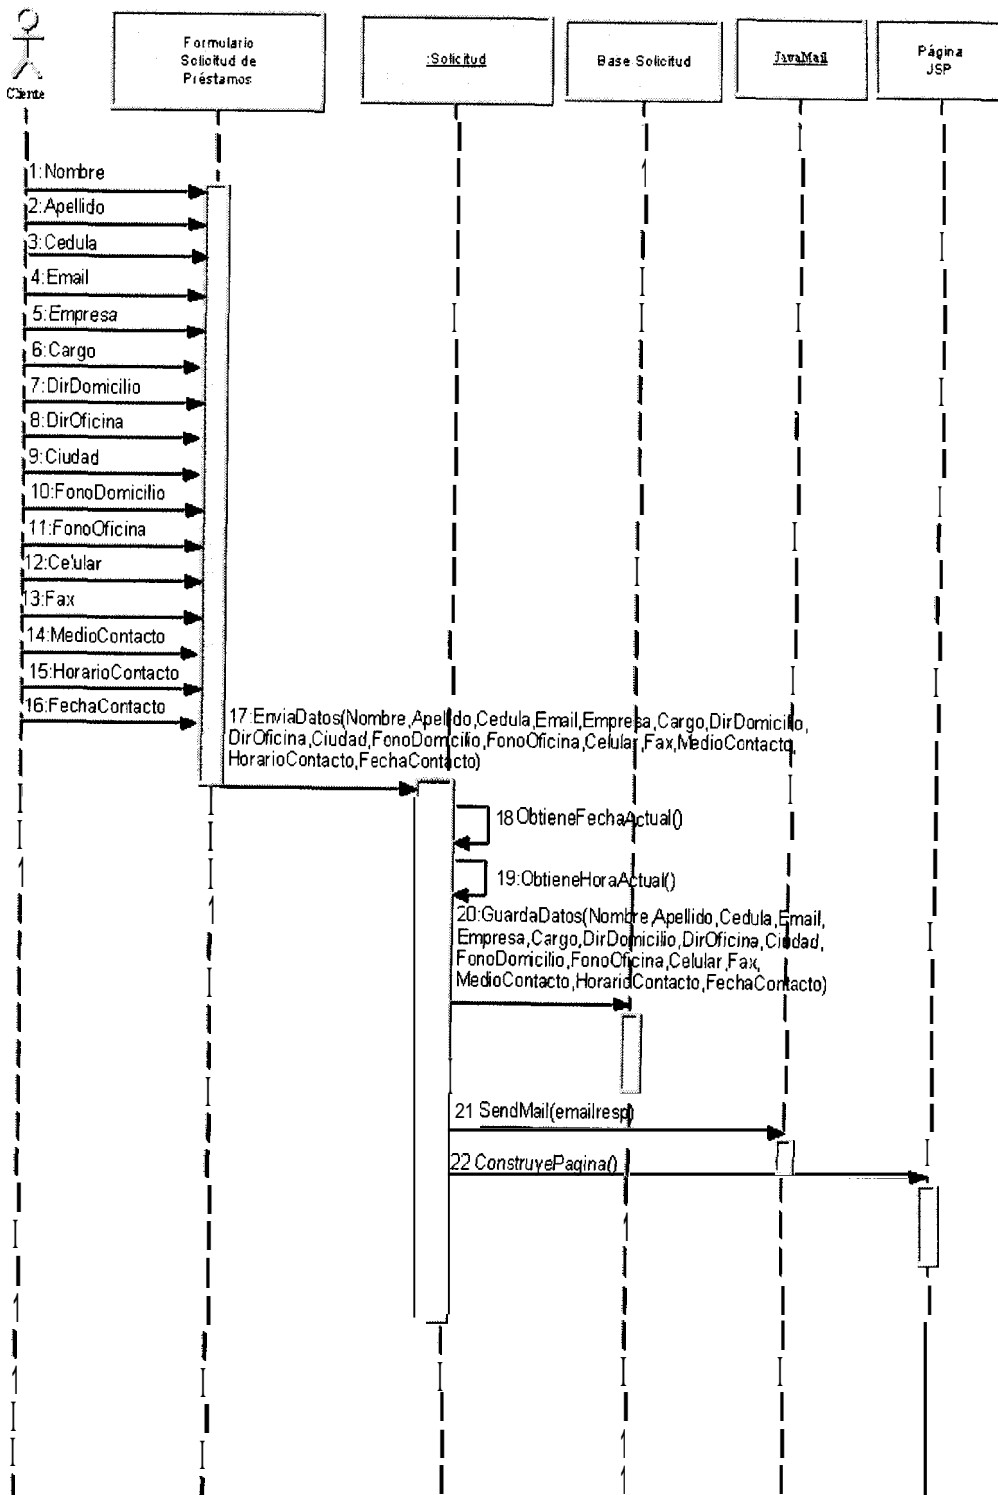 Cliente
Formulario
Solicitud de
Préstamos
:Solicitud
Base Solicitud
JavaMail
Página
JSP
1:Nombre
2:Apellido
3:Cedula
4:Email
5:Empresa
6:Cargo
7:DirDomicilio
8:DirOficina
9:Ciudad
10:FonoDomicilio
11:FonoOficina
12:Celular
13:Fax
14:MedioContacto
15:HorarioContacto
16:FechaContacto
17:EnviaDatos(Nombre,Apellido,Cedula,Email,Empresa,Cargo,DirDomicilio,
DirOficina,Ciudad,FonoDomicilio,FonoOficina,Celular,Fax,MedioContacto,
HorarioContacto,FechaContacto)
18 ObtieneFechaActual()
19:ObtieneHoraActual()
20:GuardaDatos(Nombre,Apellido,Cedula,Email,
Empresa,Cargo,DirDomicilio,DirOficina,Ciudad,
FonoDomicilio,FonoOficina,Celular,Fax,
MedioContacto,HorarioContacto,FechaContacto)
21 SendMail(emailresp)
22 ConstruyePagina()